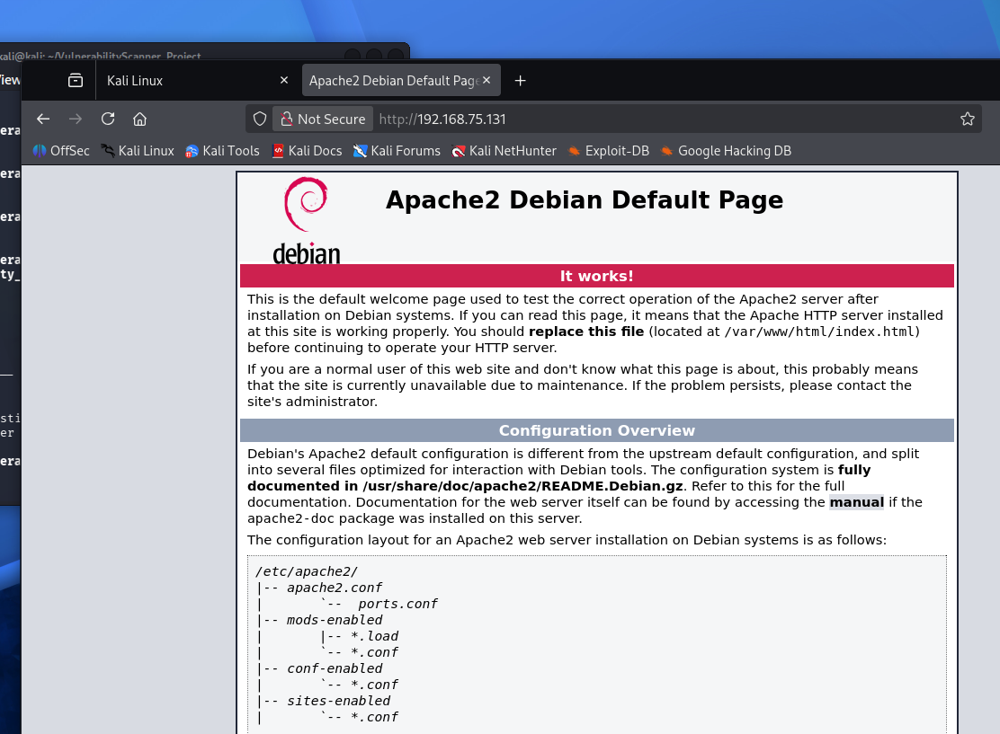 kali@kali: ~/VulnerabilityScanner_Project
View
Kali Linux
Apache2 Debian Default Page
Not Secure
http://192.168.75.131
OffSec
Kali Linux
Kali Tools
Kali Docs
Kali Forums
Kali NetHunter
Exploit-DB
Google Hacking DB
era
era
era
era
ty_
sti
er
era
debian
Apache2 Debian Default Page
It works!
This is the default welcome page used to test the correct operation of the Apache2 server after
installation on Debian systems. If you can read this page, it means that the Apache HTTP server installed
at this site is working properly. You should replace this file (located at /var/www/html/index.html)
before continuing to operate your HTTP server.
If you are a normal user of this web site and don't know what this page is about, this probably means
that the site is currently unavailable due to maintenance. If the problem persists, please contact the
site's administrator.
Configuration Overview
Debian's Apache2 default configuration is different from the upstream default configuration, and split
into several files optimized for interaction with Debian tools. The configuration system is fully
documented in /usr/share/doc/apache2/README.Debian.gz. Refer to this for the full
documentation. Documentation for the web server itself can be found by accessing the manual if the
apache2-doc package was installed on this server.
The configuration layout for an Apache2 web server installation on Debian systems is as follows:
/etc/apache2/
|-- apache2.conf
|       `--  ports.conf
|-- mods-enabled
|       |-- *.load
|       `-- *.conf
|-- conf-enabled
|       `-- *.conf
|-- sites-enabled
|       `-- *.conf